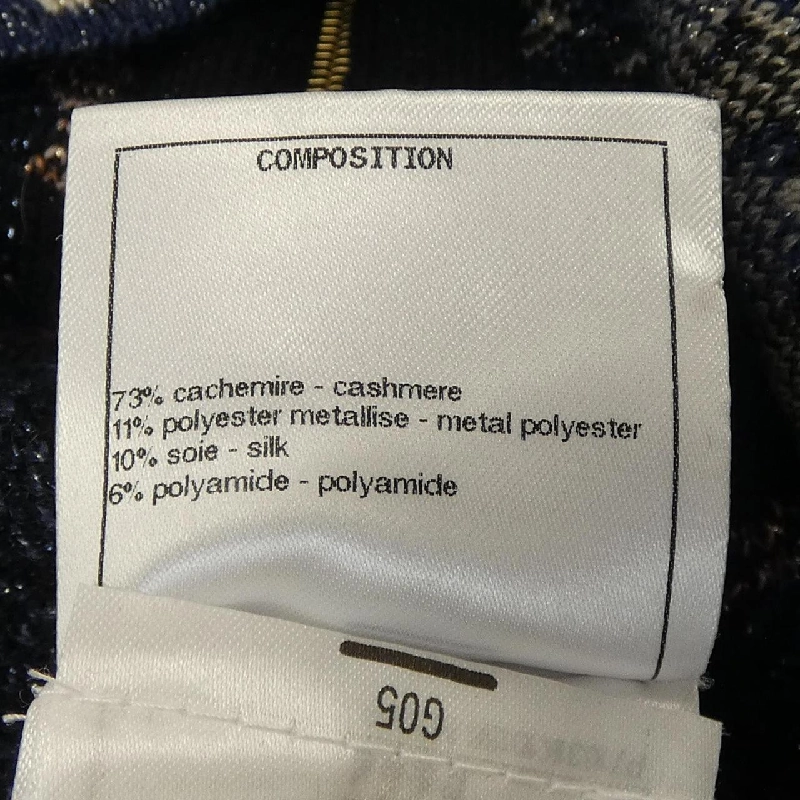 COMPOSITION
73% cachemire - cashmere
11% polyester metallise - metal polyester
10% soie - silk
6% polyamide - polyamide
G05